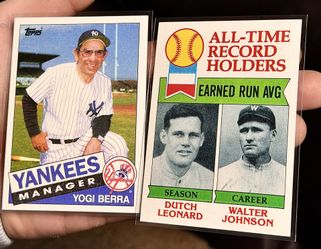 Topps
YANKEES
MANAGER
YOGI BERRA
ALL-TIME
RECORD
HOLDERS
EARNED RUN AVG
SEASON
DUTCH
LEONARD
CAREER
WALTER
JOHNSON